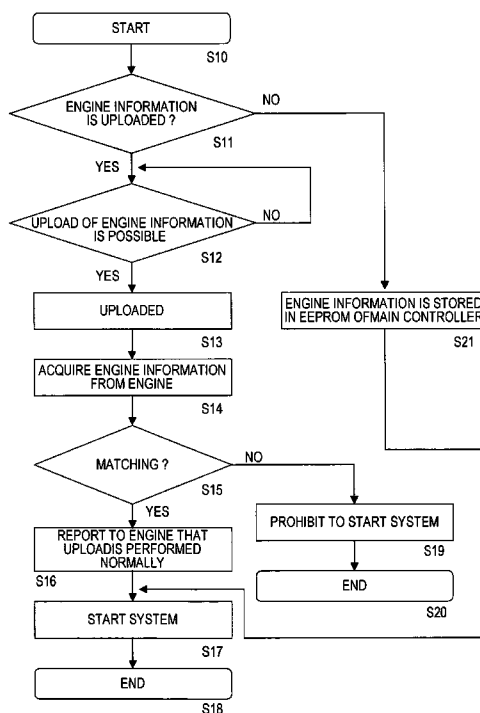 START
S10
ENGINE INFORMATION
IS UPLOADED ?
NO
S11
YES
UPLOAD OF ENGINE INFORMATION
IS POSSIBLE
NO
S12
YES
UPLOADED
S13
ENGINE INFORMATION IS STORED
IN EEPROM OFMAIN CONTROLLER
S21
ACQUIRE ENGINE INFORMATION
FROM ENGINE
S14
MATCHING ?
NO
S15
YES
REPORT TO ENGINE THAT
UPLOADIS PERFORMED
NORMALLY
S16
PROHIBIT TO START SYSTEM
S19
END
S20
START SYSTEM
S17
END
S18